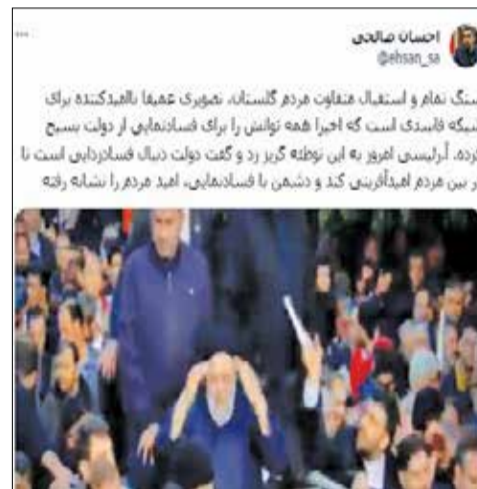 احسان صالحی
@ehsan_sa
سنگ تمام و استقبال متفاوت مردم گلستان، تصویری عمیقا ناامیدکننده برای
شبکه فاسدی است که اخیرا همه توانش را برای فسادنمایی از دولت بسیج
کرده. آ.رئیسی امروز به این توطئه گریز زد و گفت دولت دنبال فسادزدایی است تا
در بین مردم امیدآفرینی کند و دشمن با فسادنمایی، امید مردم را نشانه رفته